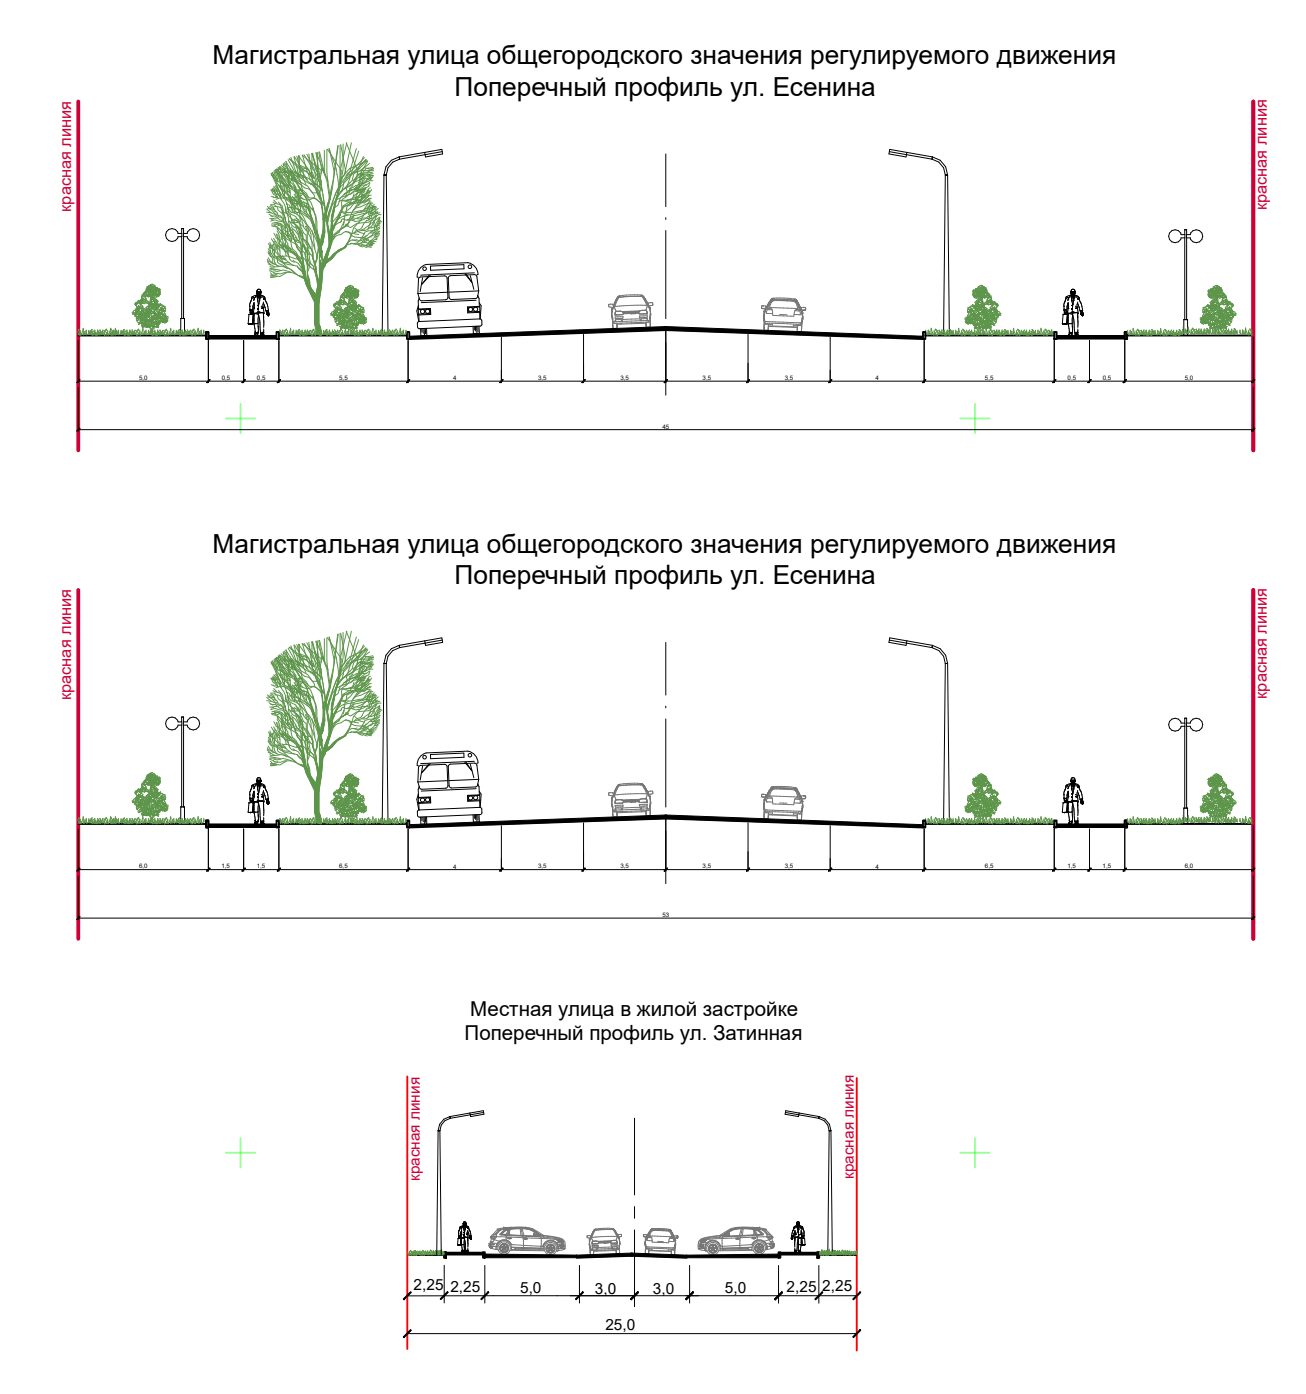 Магистральная улица общегородского значения регулируемого движения
Поперечный профиль ул. Есенина
красная линия
красная линия
5,0 0,5 0,5 5,5 4 3,5 3,5 3,5 3,5 4 5,5 0,5 0,5 5,0
45
Магистральная улица общегородского значения регулируемого движения
Поперечный профиль ул. Есенина
красная линия
красная линия
6,0 1,5 1,5 6,5 4 3,5 3,5 3,5 3,5 4 6,5 1,5 1,5 6,0
53
Местная улица в жилой застройке
Поперечный профиль ул. Затинная
красная линия
красная линия
2,25 2,25 5,0 3,0 3,0 5,0 2,25 2,25
25,0